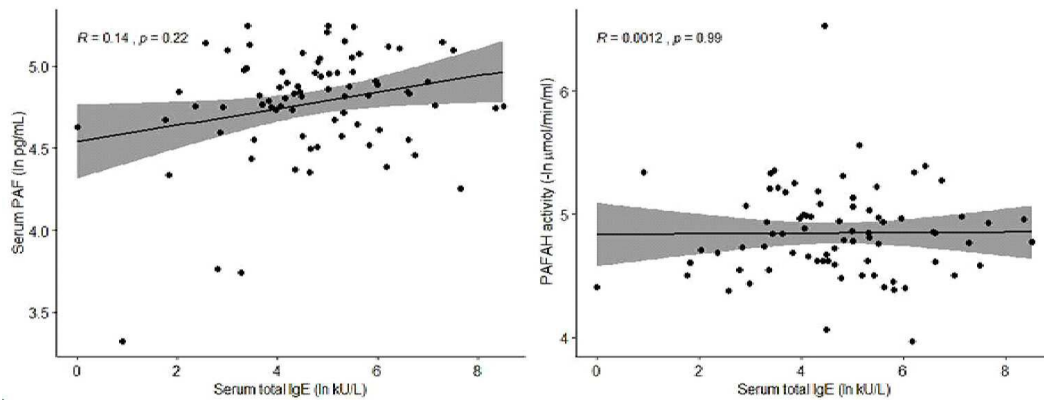 R = 0.14 , p = 0.22
Serum PAF (ln pg/mL)
5.0
4.5
4.0
3.5
0
2
4
6
8
Serum total IgE (ln kU/L)
R = 0.0012 , p = 0.99
PAFAH activity (-ln µmol/min/ml)
6
5
4
0
2
4
6
8
Serum total IgE (ln kU/L)